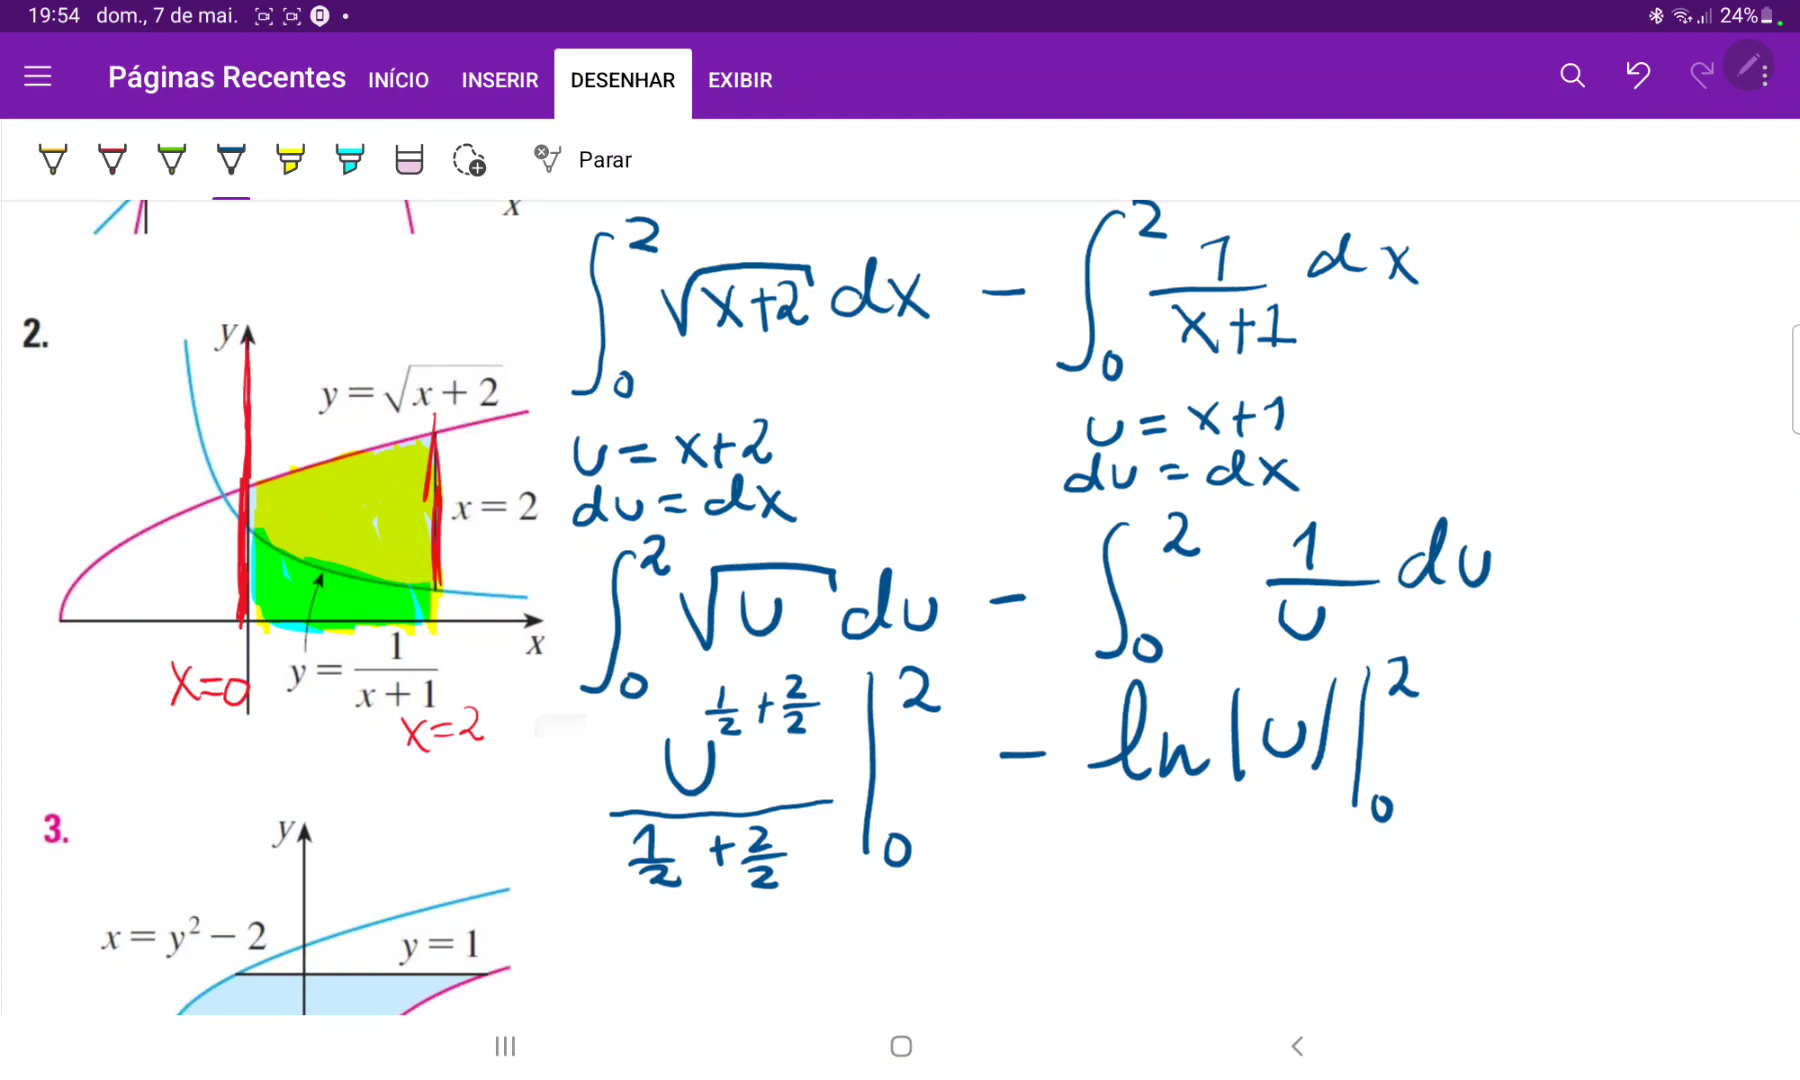 19:54 dom., 7 de mai.
24%
Páginas Recentes INÍCIO INSERIR DESENHAR EXIBIR
Parar
x
2.
y
y = √(x + 2)
x = 2
x
y = 1/(x + 1)
x=0
x=2
∫₀² √(x+2) dx − ∫₀² 1/(x+1) dx
u = x+2
du = dx
u = x+1
du = dx
∫₀² √u du − ∫₀² 1/u du
u^(1/2 + 2/2) / (1/2 + 2/2) |₀² − ln|u| |₀²
3.
y
x = y² − 2
y = 1